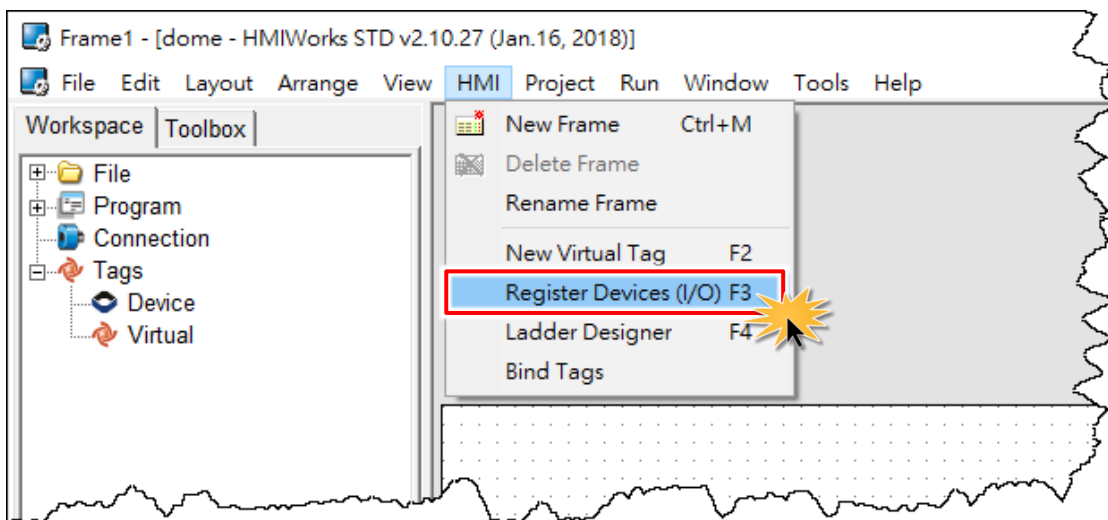 Frame1 - [dome - HMIWorks STD v2.10.27 (Jan.16, 2018)]
File Edit Layout Arrange View HMI Project Run Window Tools Help
Workspace Toolbox
File
Program
Connection
Tags
Device
Virtual
New Frame Ctrl+M
Delete Frame
Rename Frame
New Virtual Tag F2
Register Devices (I/O) F3
Ladder Designer F4
Bind Tags